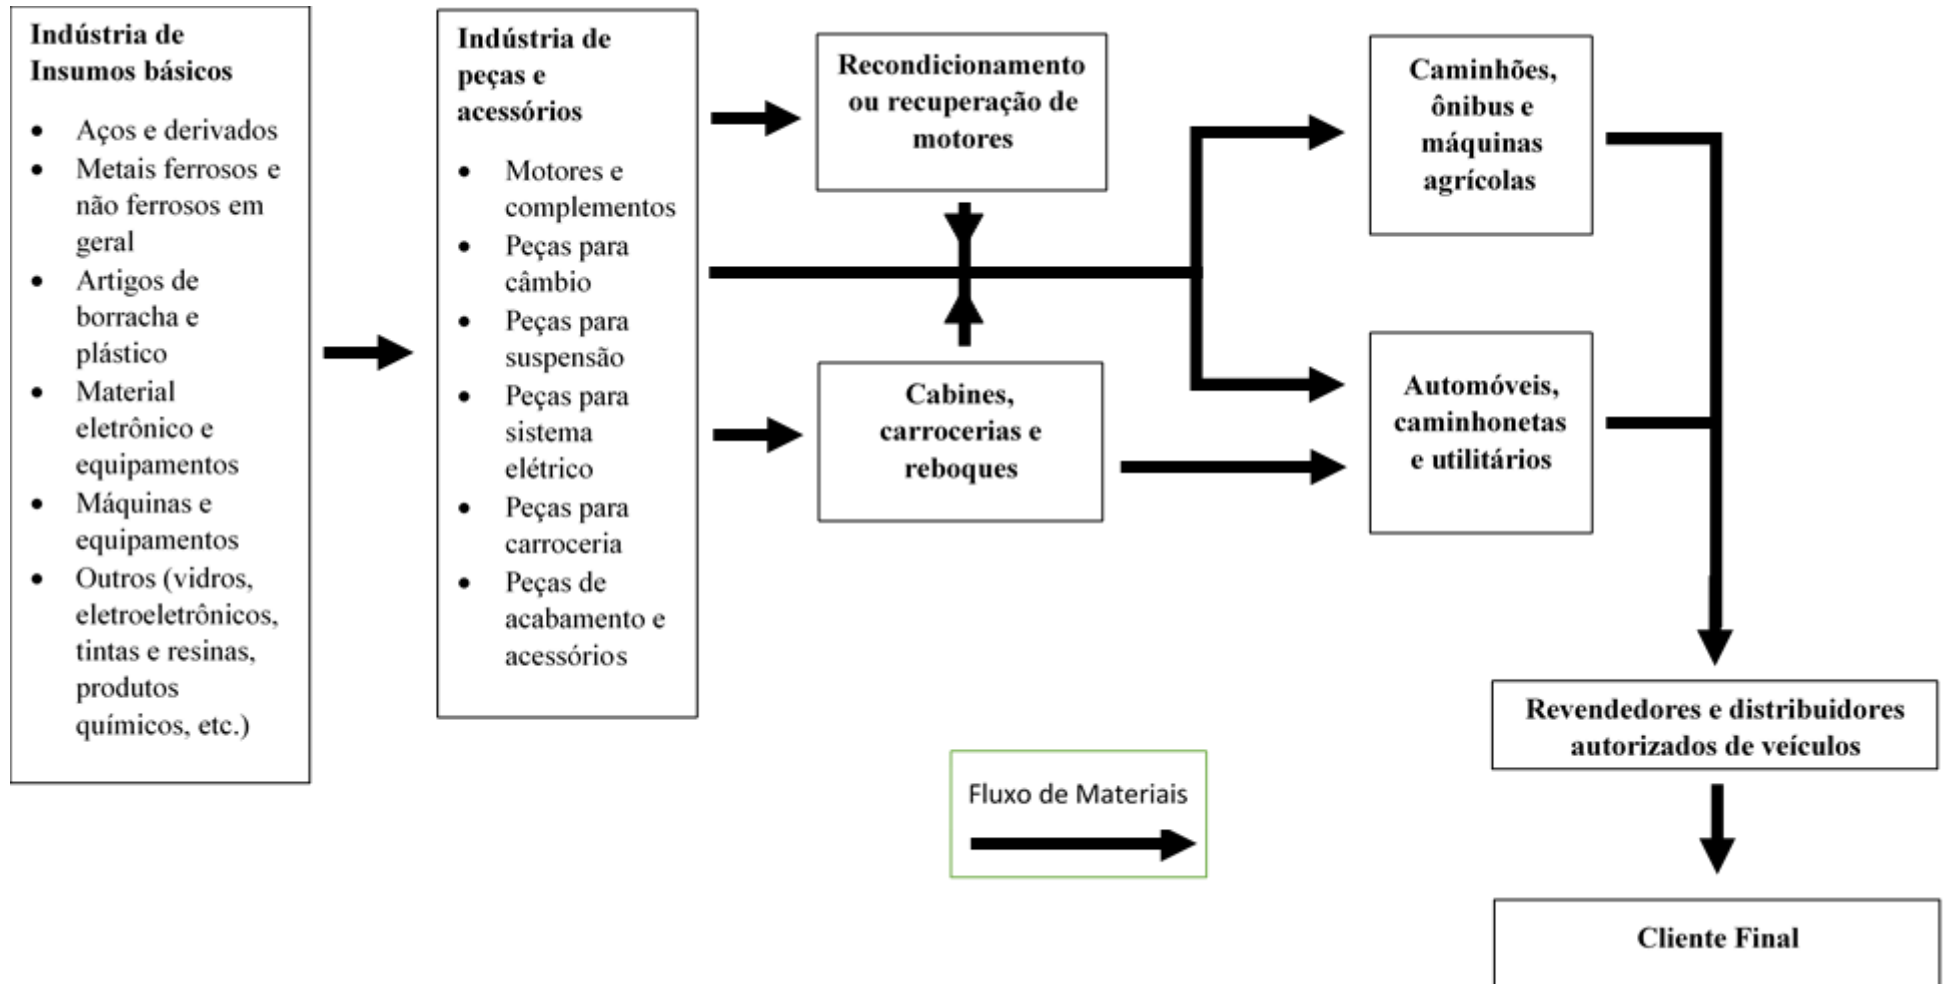 Indústria de
Insumos básicos
• Aços e derivados
• Metais ferrosos e
não ferrosos em
geral
• Artigos de
borracha e
plástico
• Material
eletrônico e
equipamentos
• Máquinas e
equipamentos
• Outros (vidros,
eletroeletrônicos,
tintas e resinas,
produtos
químicos, etc.)
Indústria de
peças e
acessórios
• Motores e
complementos
• Peças para
câmbio
• Peças para
suspensão
• Peças para
sistema
elétrico
• Peças para
carroceria
• Peças de
acabamento e
acessórios
Recondicionamento
ou recuperação de
motores
Cabines,
carrocerias e
reboques
Caminhões,
ônibus e
máquinas
agrícolas
Automóveis,
caminhonetas
e utilitários
Revendedores e distribuidores
autorizados de veículos
Fluxo de Materiais
Cliente Final